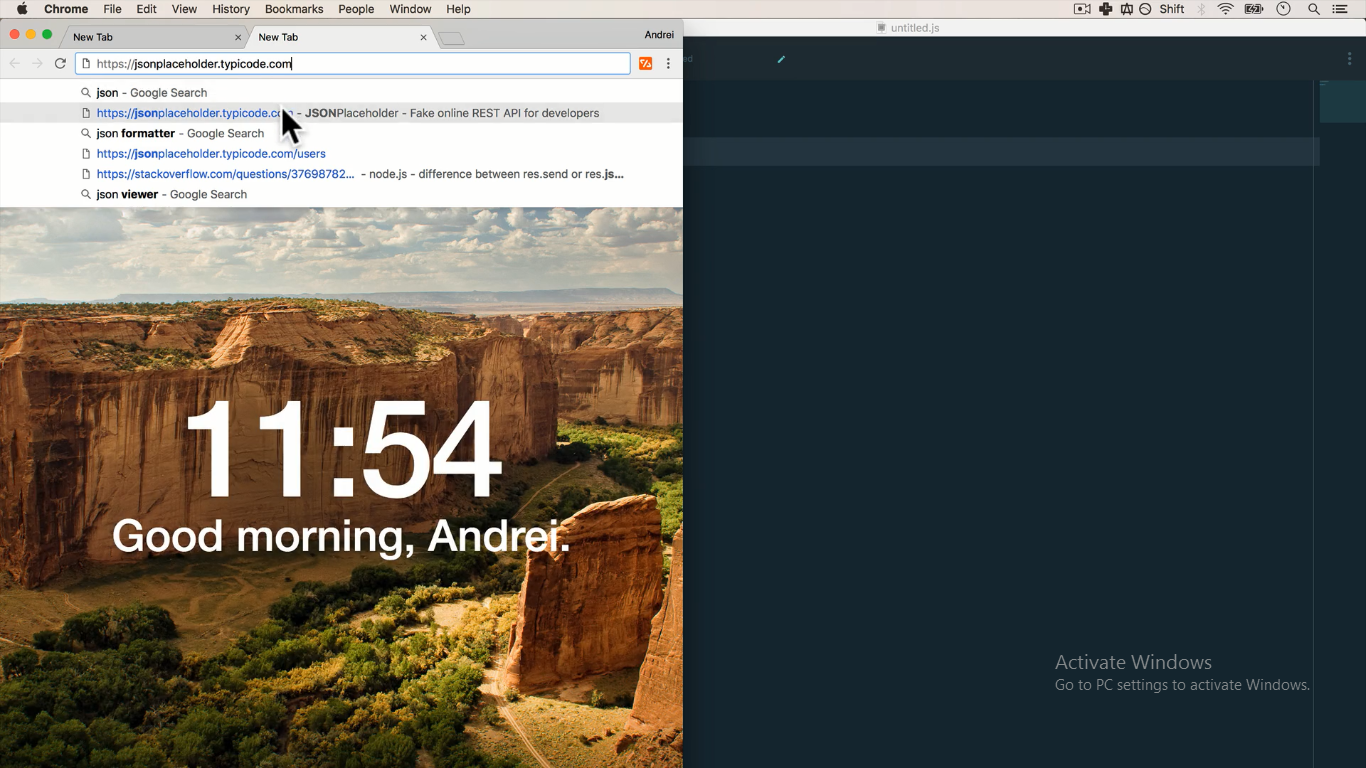 Chrome File Edit View History Bookmarks People Window Help Shift
untitled.js
New Tab New Tab Andrei
https://jsonplaceholder.typicode.com
json - Google Search
https://jsonplaceholder.typicode. - JSONPlaceholder - Fake online REST API for developers
json formatter - Google Search
https://jsonplaceholder.typicode.com/users
https://stackoverflow.com/questions/37698782... - node.js - difference between res.send or res.js...
json viewer - Google Search
11:54
Good morning, Andrei.
Activate Windows
Go to PC settings to activate Windows.